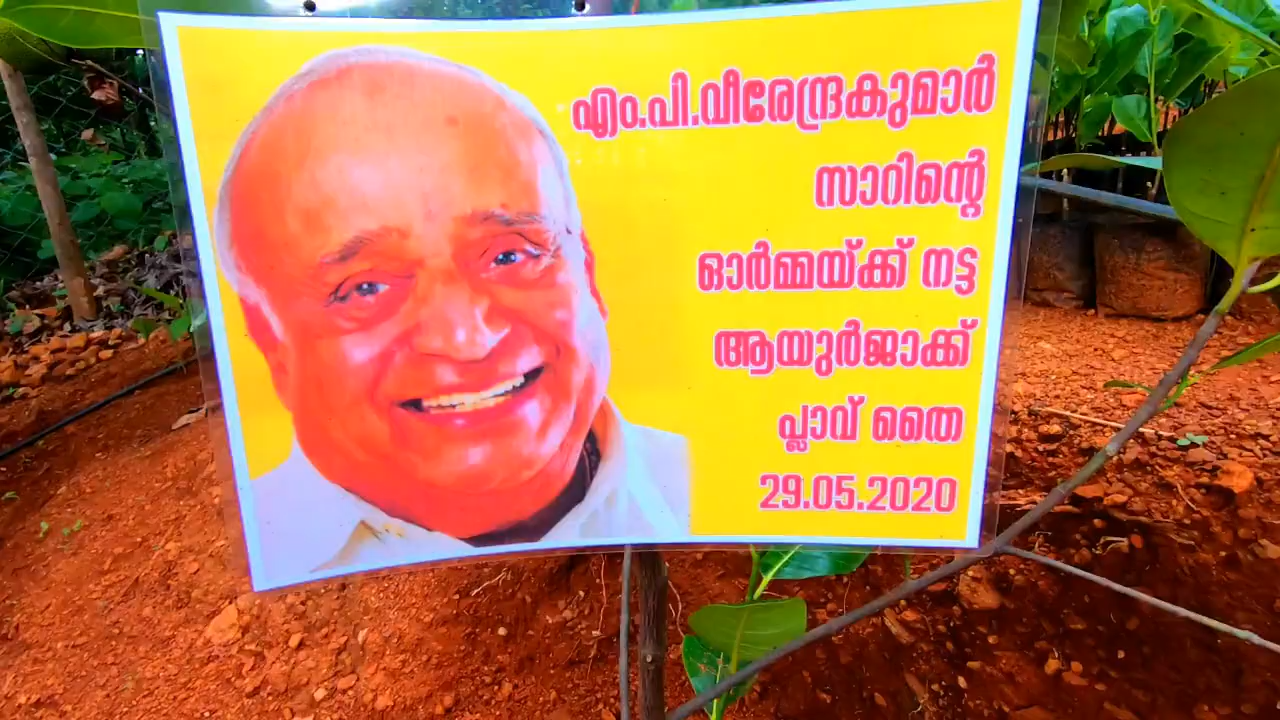 എം.പി.വീരേന്ദ്രകുമാർ
സാറിന്റെ
ഓർമ്മയ്ക്ക് നട്ട
ആയുർജാക്ക്
പ്ലാവ് തൈ
29.05.2020